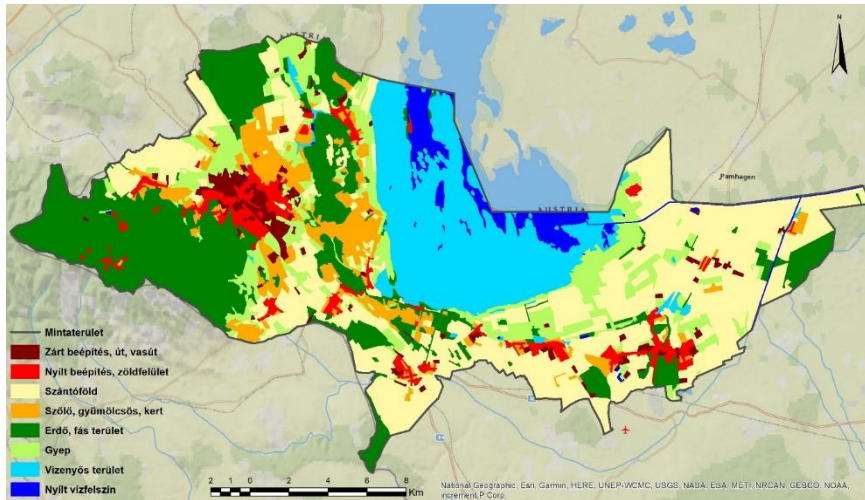 AUSTRIA
N
Pamhagen
AUSTRIA
Mintaterület
Zárt beépítés, út, vasút
Nyílt beépítés, zöldfelület
Szántóföld
Szőlő, gyümölcsös, kert
Erdő, fás terület
Gyep
Vizenyős terület
Nyílt vízfelszín
2 1 0 2 4 6 8
Km
National Geographic, Esri, Garmin, HERE, UNEP-WCMC, USGS, NASA, ESA, METI, NRCAN, GEBCO, NOAA,
increment P Corp.